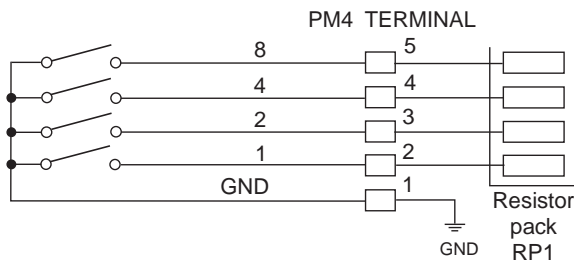 PM4 TERMINAL
8 5
4 4
2 3
1 2
GND 1
GND
Resistor
pack
RP1